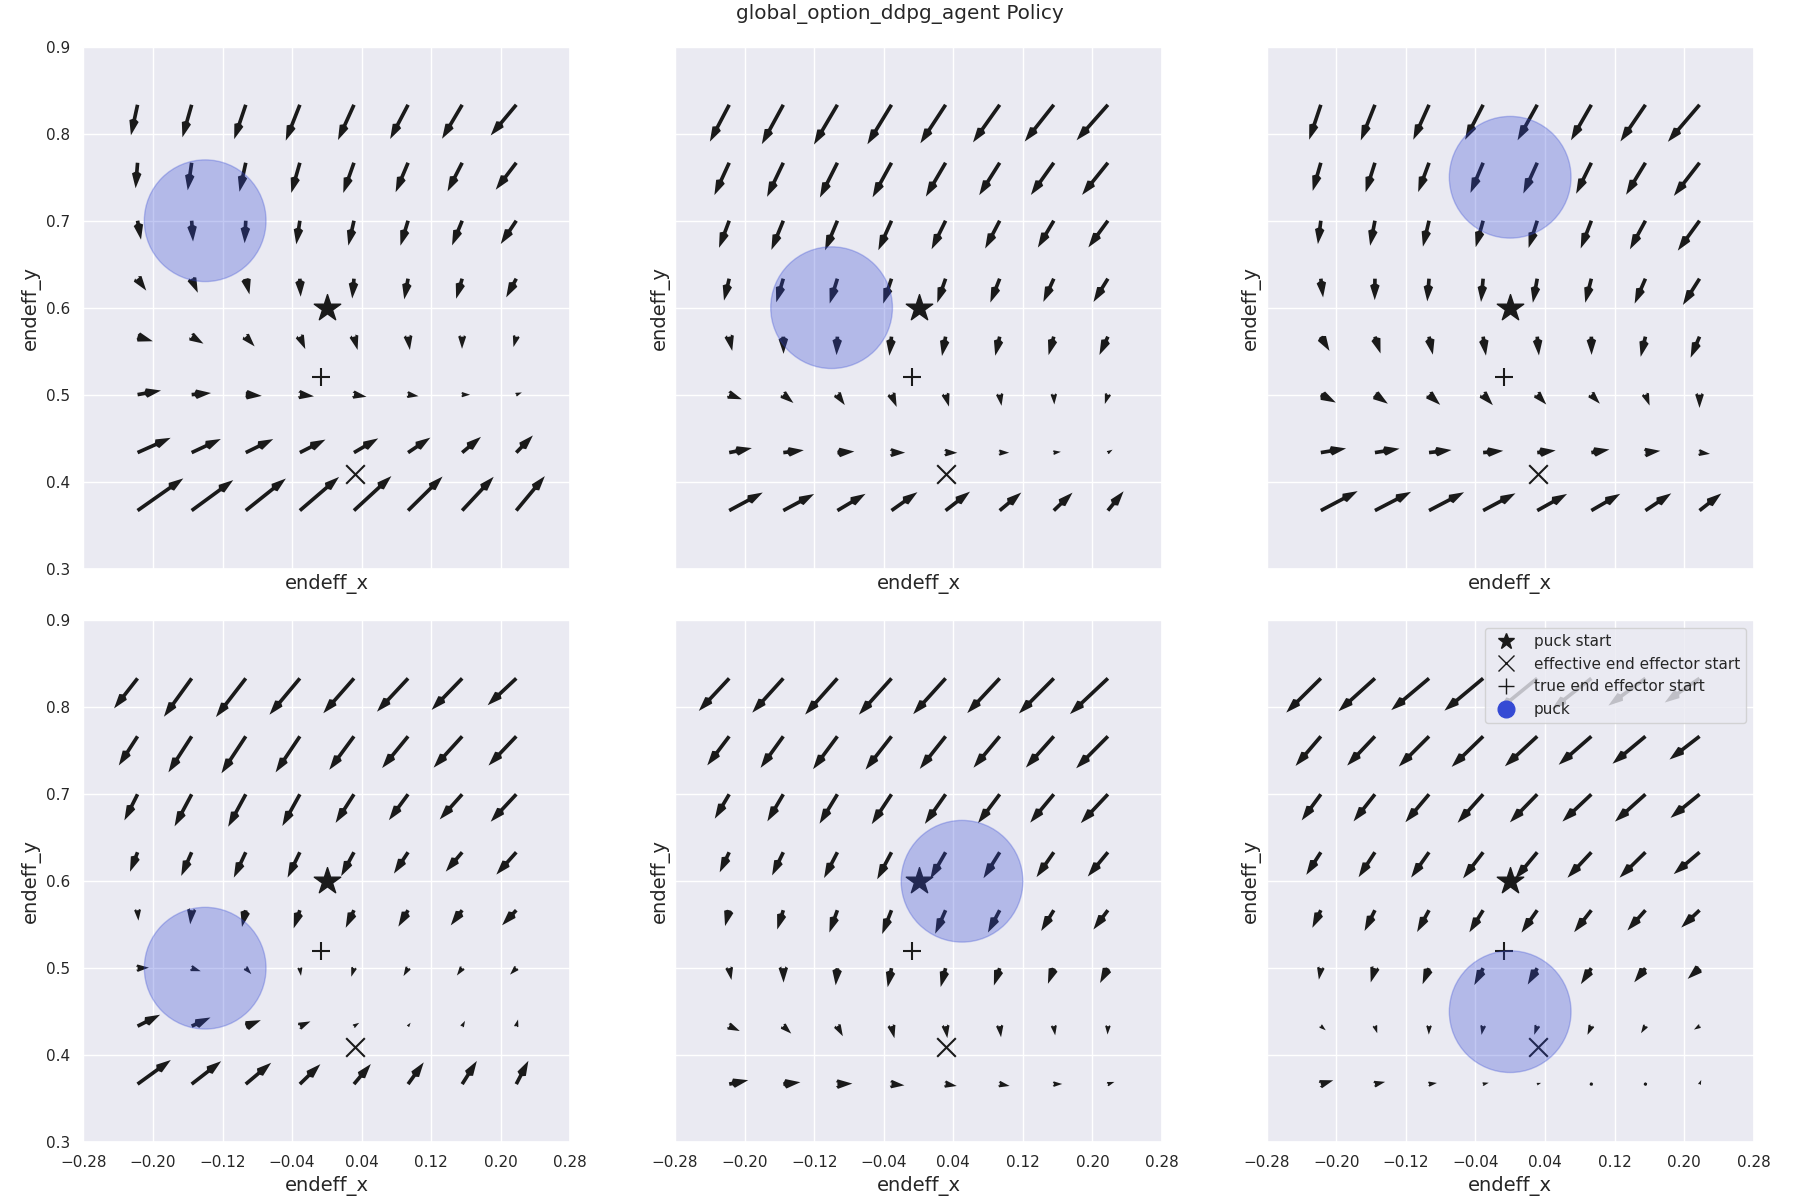 global_option_ddpg_agent Policy
0.9
0.8
0.7
0.6
0.5
0.4
0.3
endeff_y
endeff_x
endeff_y
endeff_x
endeff_y
endeff_x
0.9
0.8
0.7
0.6
0.5
0.4
0.3
endeff_y
−0.28 −0.20 −0.12 −0.04 0.04 0.12 0.20 0.28
endeff_x
endeff_y
−0.28 −0.20 −0.12 −0.04 0.04 0.12 0.20 0.28
endeff_x
puck start
effective end effector start
true end effector start
puck
endeff_y
−0.28 −0.20 −0.12 −0.04 0.04 0.12 0.20 0.28
endeff_x